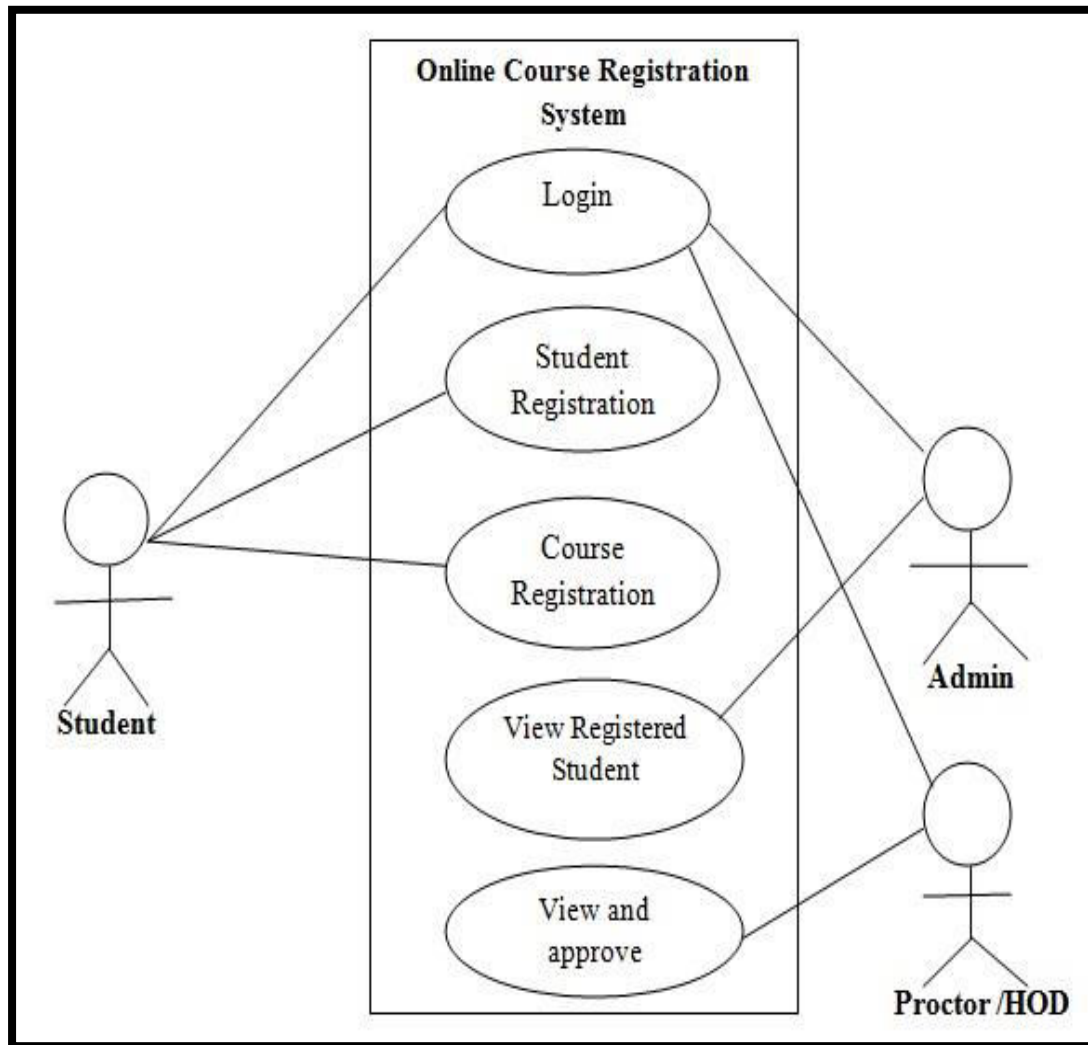 Online Course Registration
System
Login
Student
Registration
Course
Registration
View Registered
Student
View and
approve
Student
Admin
Proctor /HOD